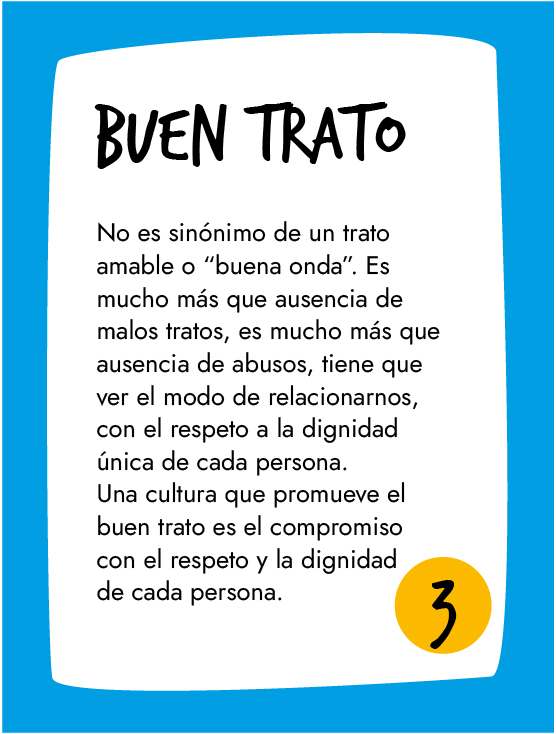 BUEN TRATO
No es sinónimo de un trato
amable o “buena onda”. Es
mucho más que ausencia de
malos tratos, es mucho más que
ausencia de abusos, tiene que
ver el modo de relacionarnos,
con el respeto a la dignidad
única de cada persona.
Una cultura que promueve el
buen trato es el compromiso
con el respeto y la dignidad
de cada persona.
3